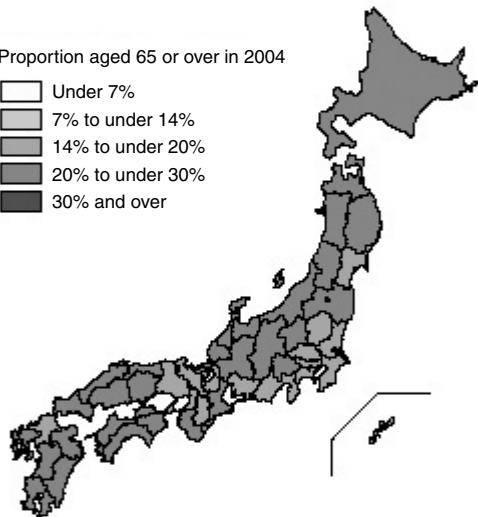 Proportion aged 65 or over in 2004
Under 7%
7% to under 14%
14% to under 20%
20% to under 30%
30% and over